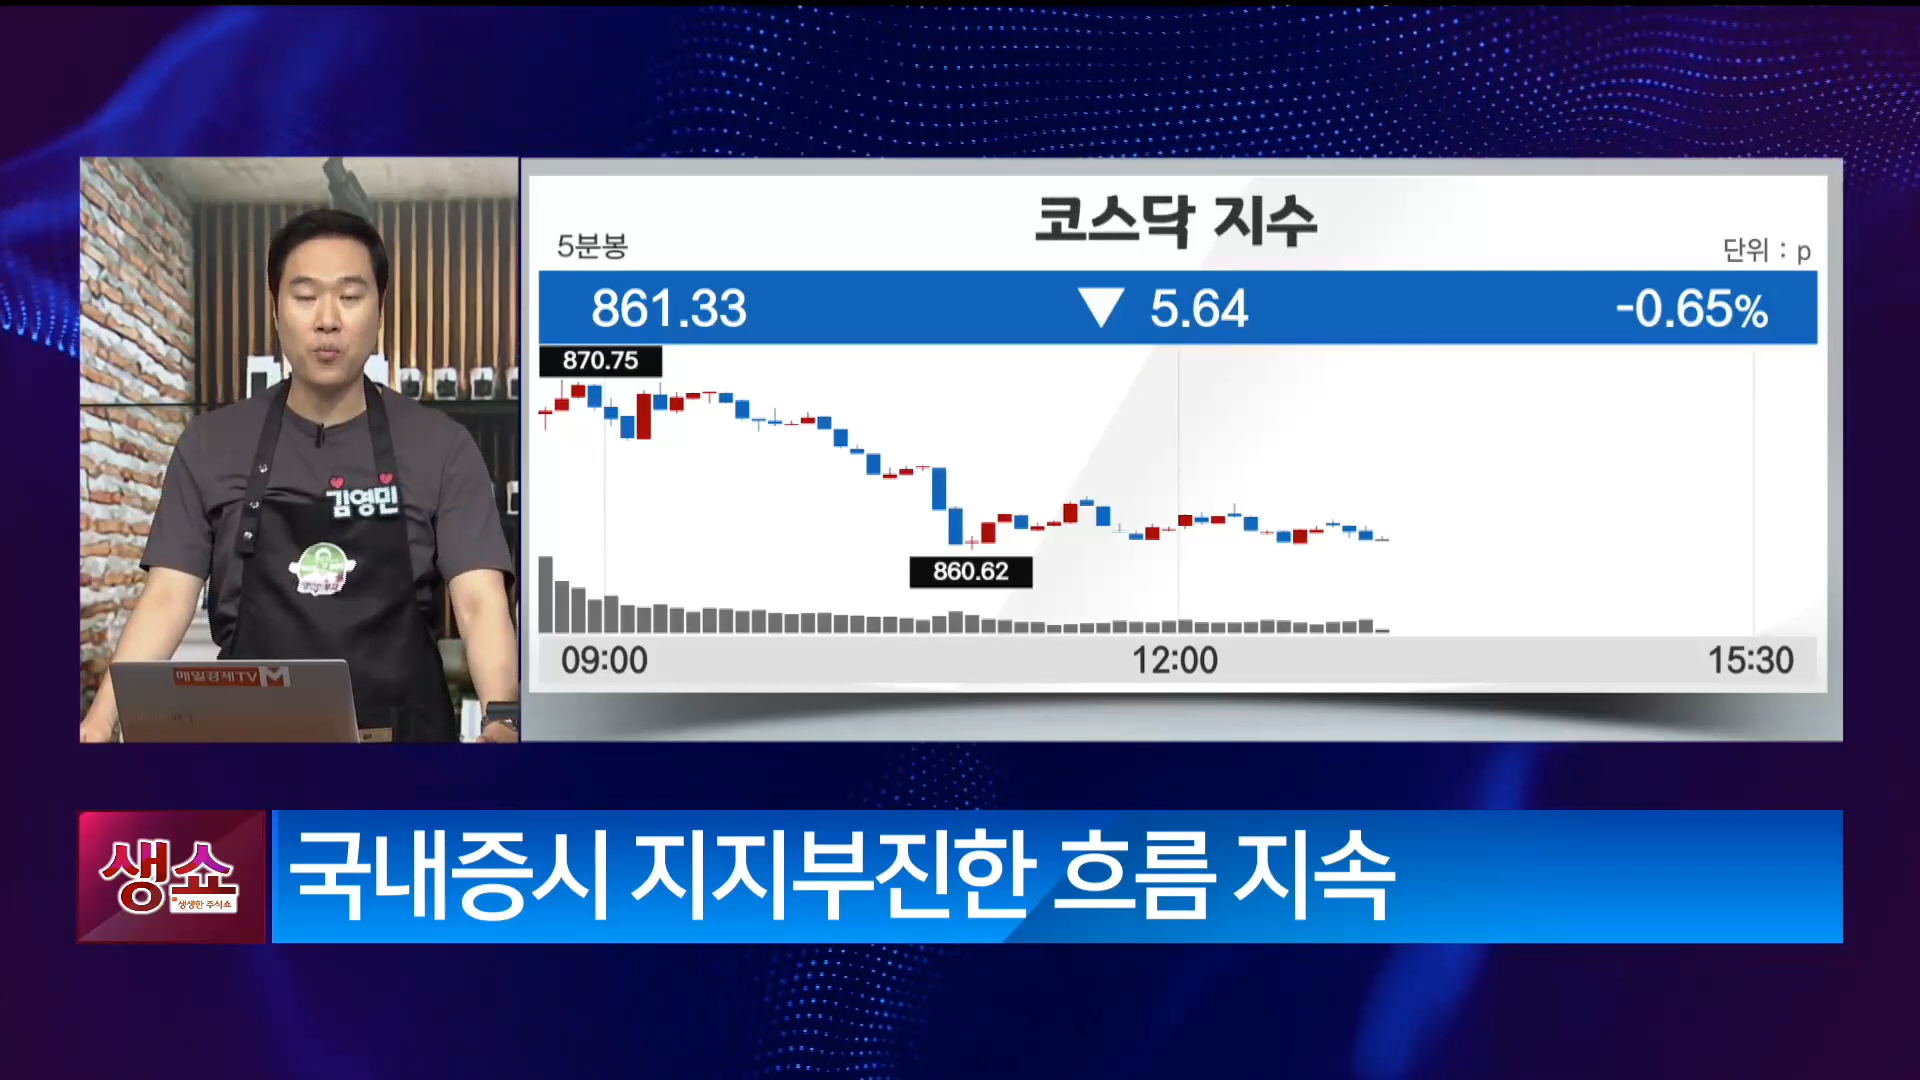 코스닥 지수
5분봉
단위 : p
861.33 ▼ 5.64 -0.65%
870.75
860.62
09:00 12:00 15:30
김영민
매일경제TV M
생쇼
생생한 주식쇼
국내증시 지지부진한 흐름 지속